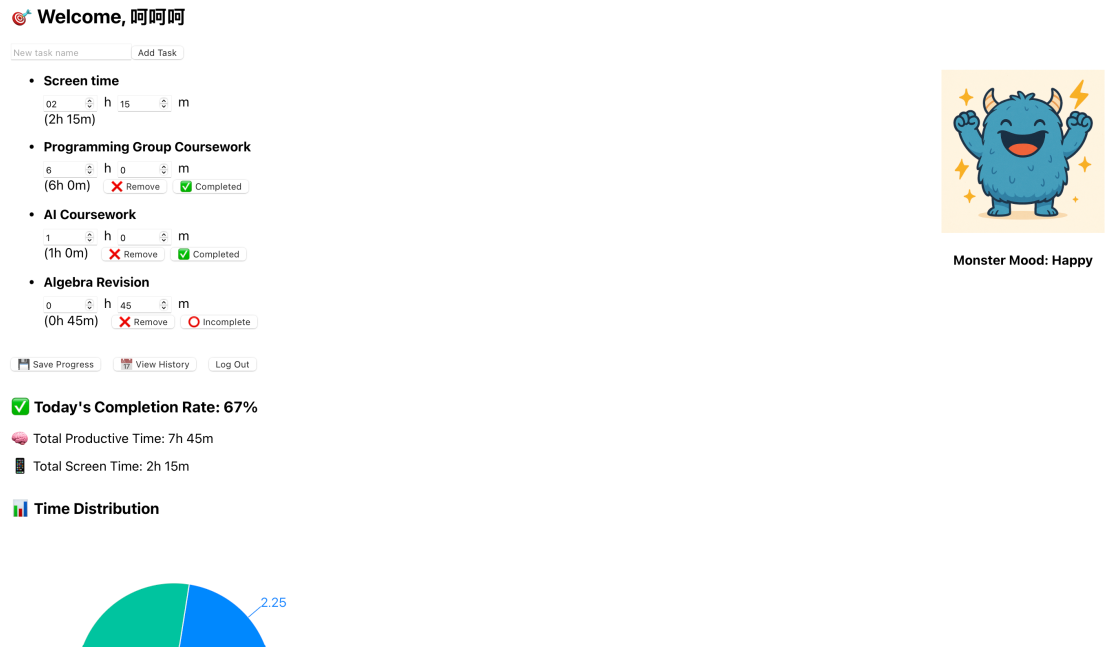 🎯 Welcome, 呵呵呵
New task name Add Task
• Screen time
02 h 15 m
(2h 15m)
• Programming Group Coursework
6 h 0 m
(6h 0m) ❌ Remove ✅ Completed
• AI Coursework
1 h 0 m
(1h 0m) ❌ Remove ✅ Completed
• Algebra Revision
0 h 45 m
(0h 45m) ❌ Remove ⭕ Incomplete
💾 Save Progress 📅 View History Log Out
✅ Today's Completion Rate: 67%
🧠 Total Productive Time: 7h 45m
📱 Total Screen Time: 2h 15m
📊 Time Distribution
2.25
Monster Mood: Happy